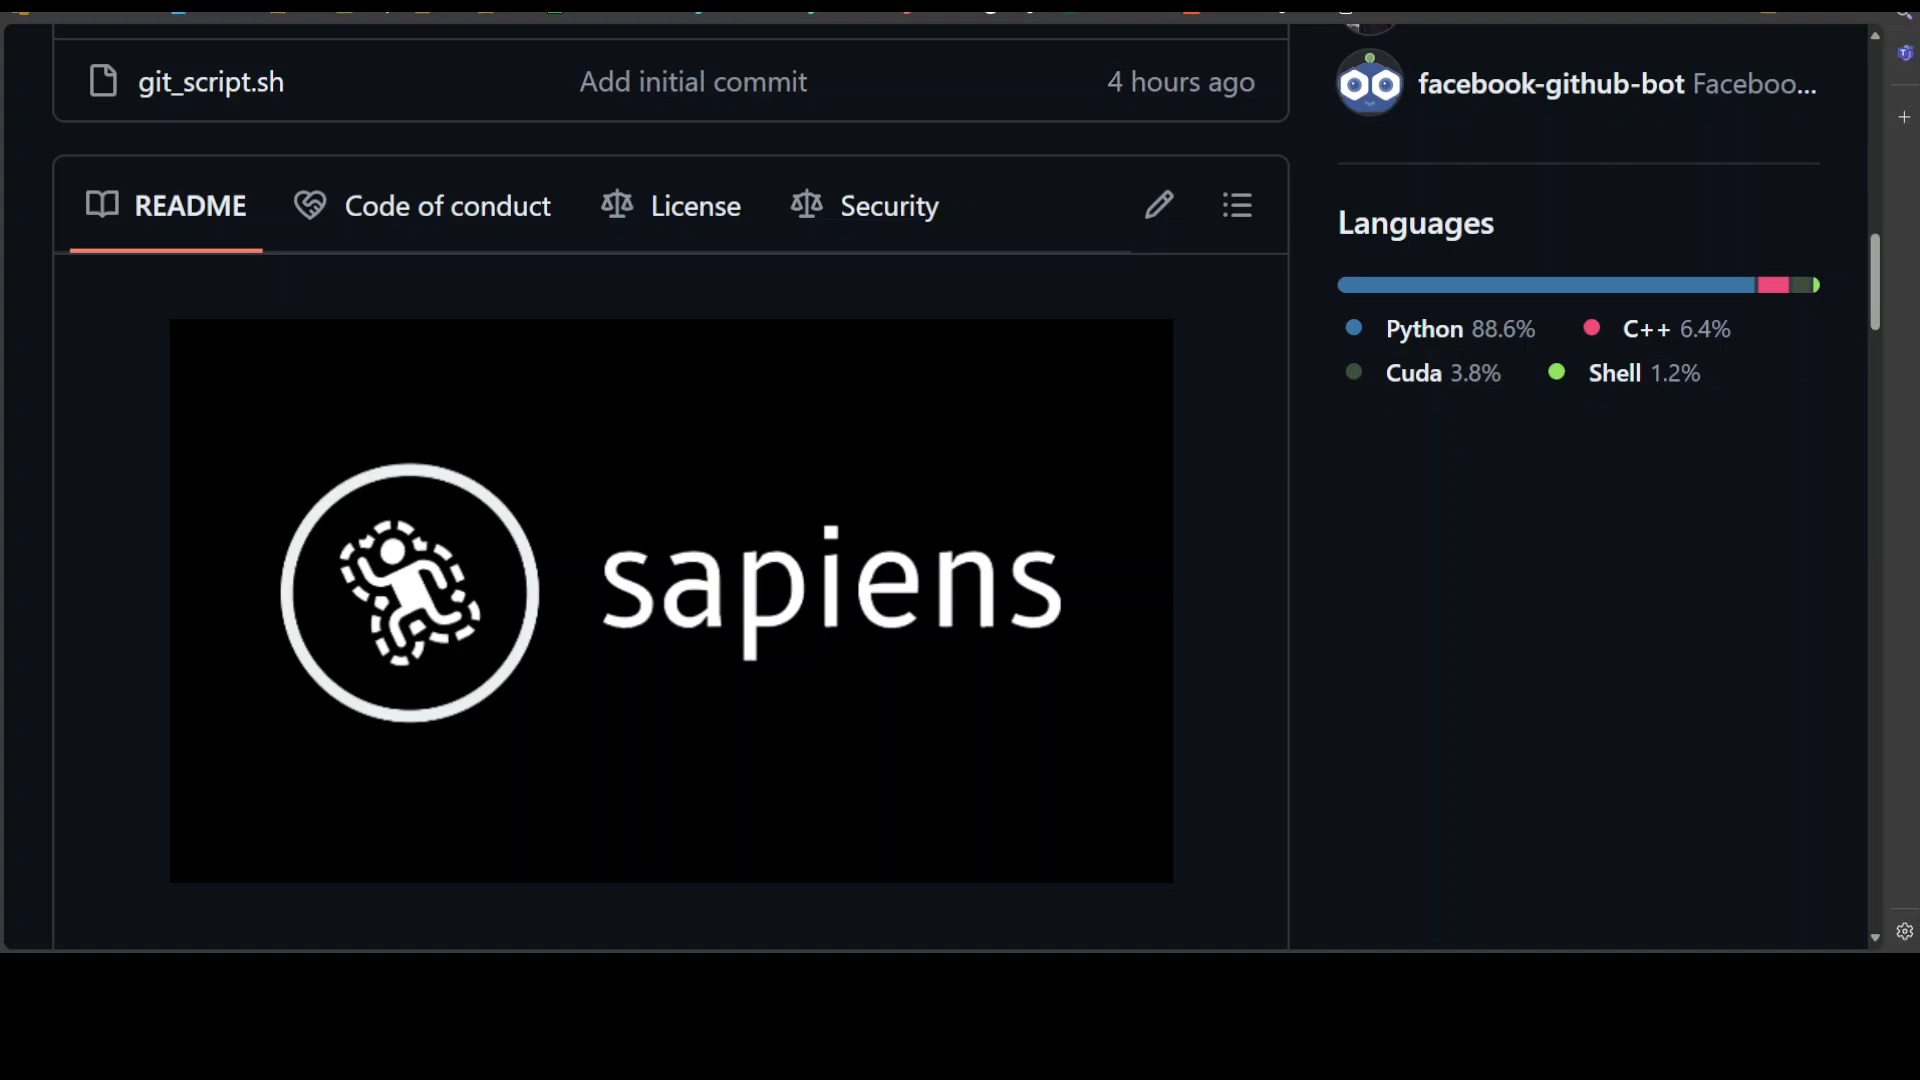 git_script.sh Add initial commit 4 hours ago
facebook-github-bot Faceboo...
README Code of conduct License Security
Languages
Python 88.6% C++ 6.4%
Cuda 3.8% Shell 1.2%
sapiens